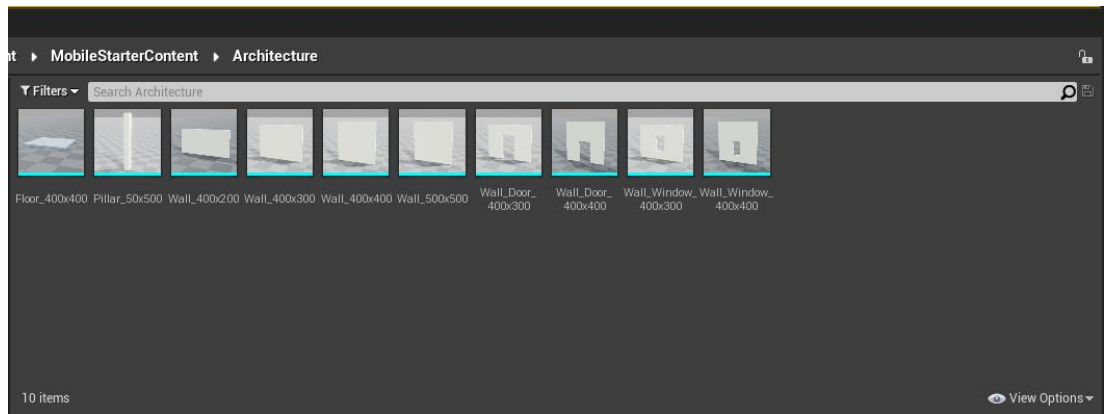 MobileStarterContent Architecture
Filters Search Architecture
Floor_400x400 Pillar_50x500 Wall_400x200 Wall_400x300 Wall_400x400 Wall_500x500 Wall_Door_ Wall_Door_ Wall_Window_ Wall_Window_
400x300 400x400 400x300 400x400
10 items View Options